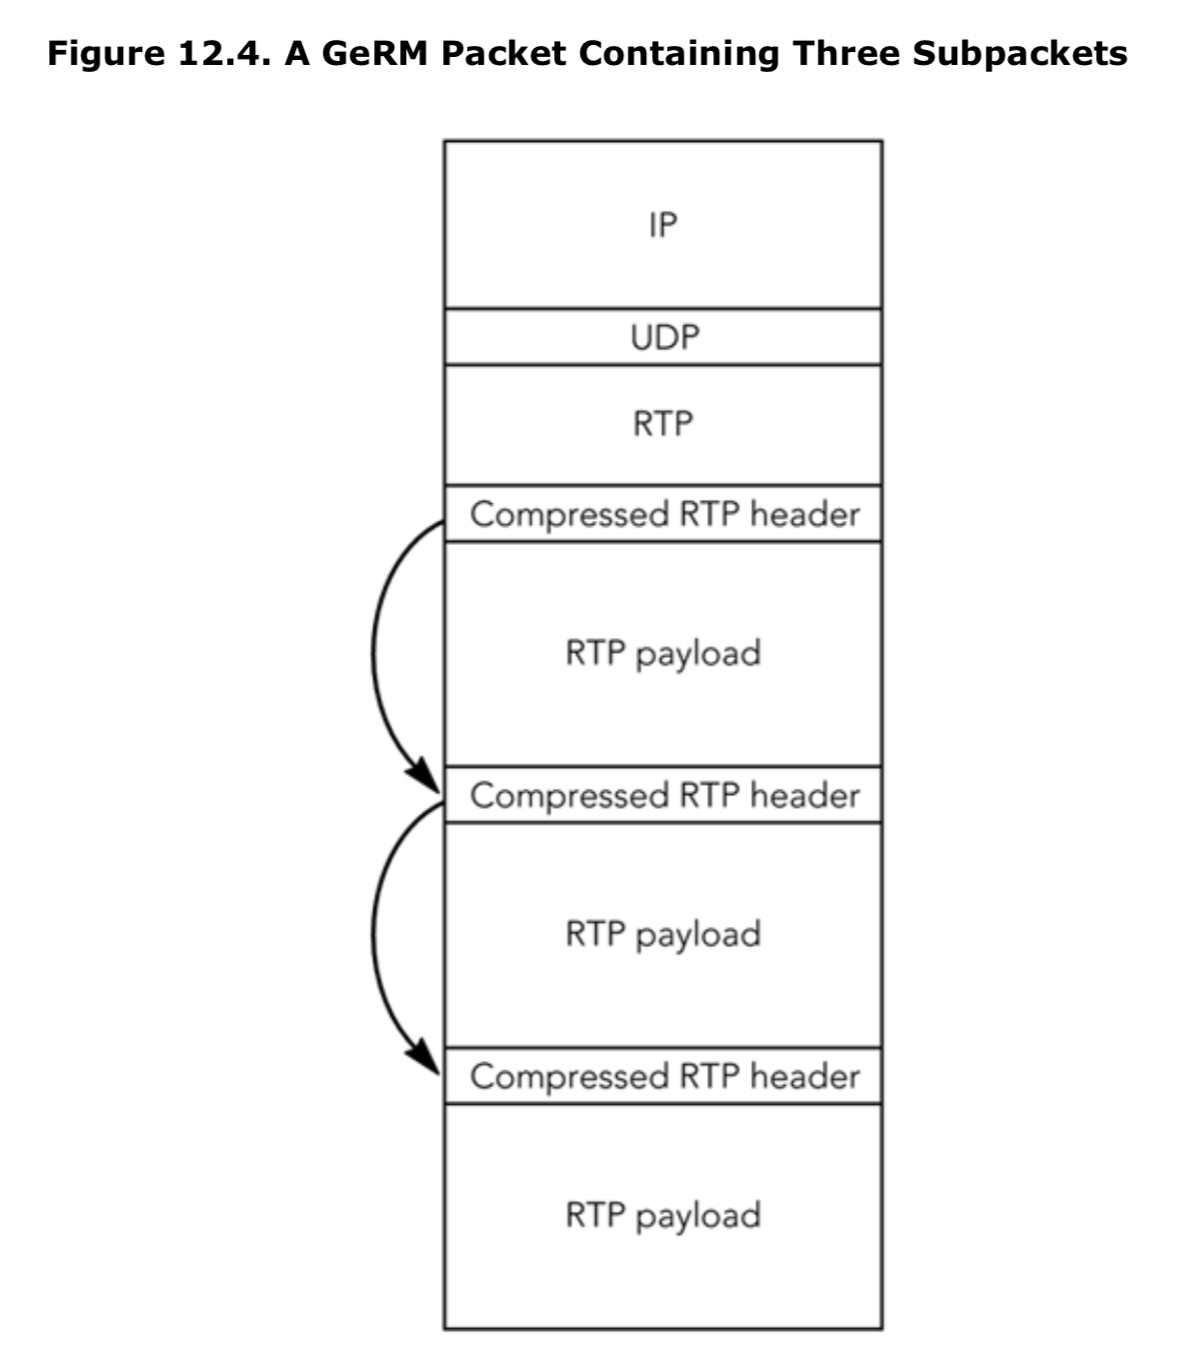 Figure 12.4. A GeRM Packet Containing Three Subpackets
IP
UDP
RTP
Compressed RTP header
RTP payload
Compressed RTP header
RTP payload
Compressed RTP header
RTP payload